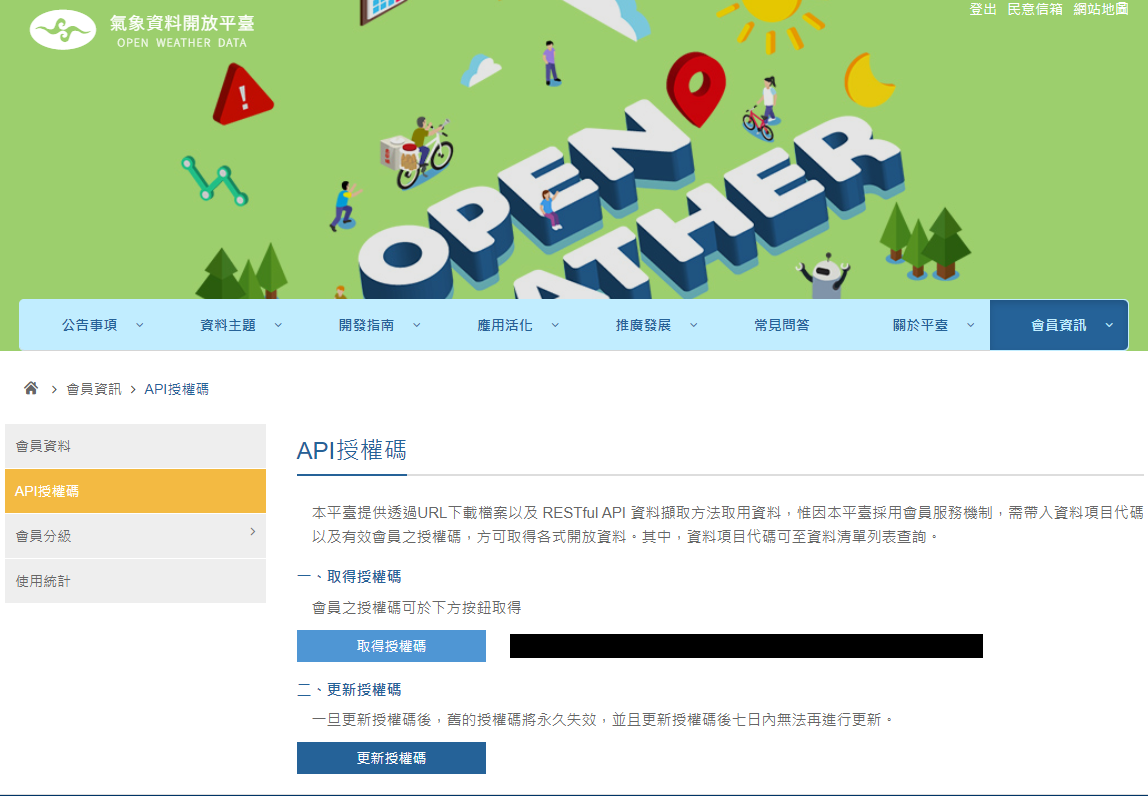 登出 民意信箱 網站地圖
氣象資料開放平臺
OPEN WEATHER DATA
OPEN
ATHER
公告事項 資料主題 開發指南 應用活化 推廣發展 常見問答 關於平臺 會員資訊
會員資訊 > API授權碼
會員資料
API授權碼
會員分級
使用統計
API授權碼
本平臺提供透過URL下載檔案以及 RESTful API 資料擷取方法取用資料，惟因本平臺採用會員服務機制，需帶入資料項目代碼
以及有效會員之授權碼，方可取得各式開放資料。其中，資料項目代碼可至資料清單列表查詢。
一、取得授權碼
會員之授權碼可於下方按鈕取得
取得授權碼
二、更新授權碼
一旦更新授權碼後，舊的授權碼將永久失效，並且更新授權碼後七日內無法再進行更新。
更新授權碼